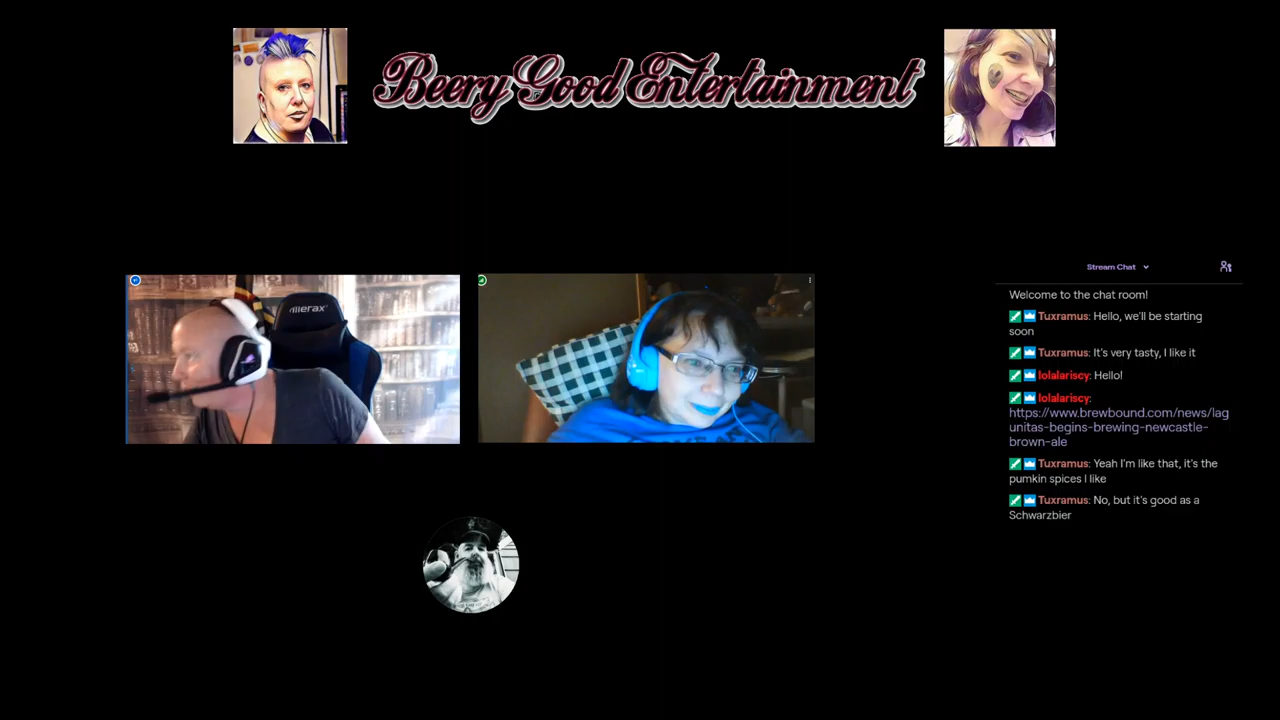 Beery Good Entertainment
Stream Chat
Welcome to the chat room!
Tuxramus: Hello, we'll be starting
soon
Tuxramus: It's very tasty, I like it
lolalariscy: Hello!
lolalariscy:
https://www.brewbound.com/news/lag
unitas-begins-brewing-newcastle-
brown-ale
Tuxramus: Yeah I'm like that, it's the
pumkin spices I like
Tuxramus: No, but it's good as a
Schwarzbier